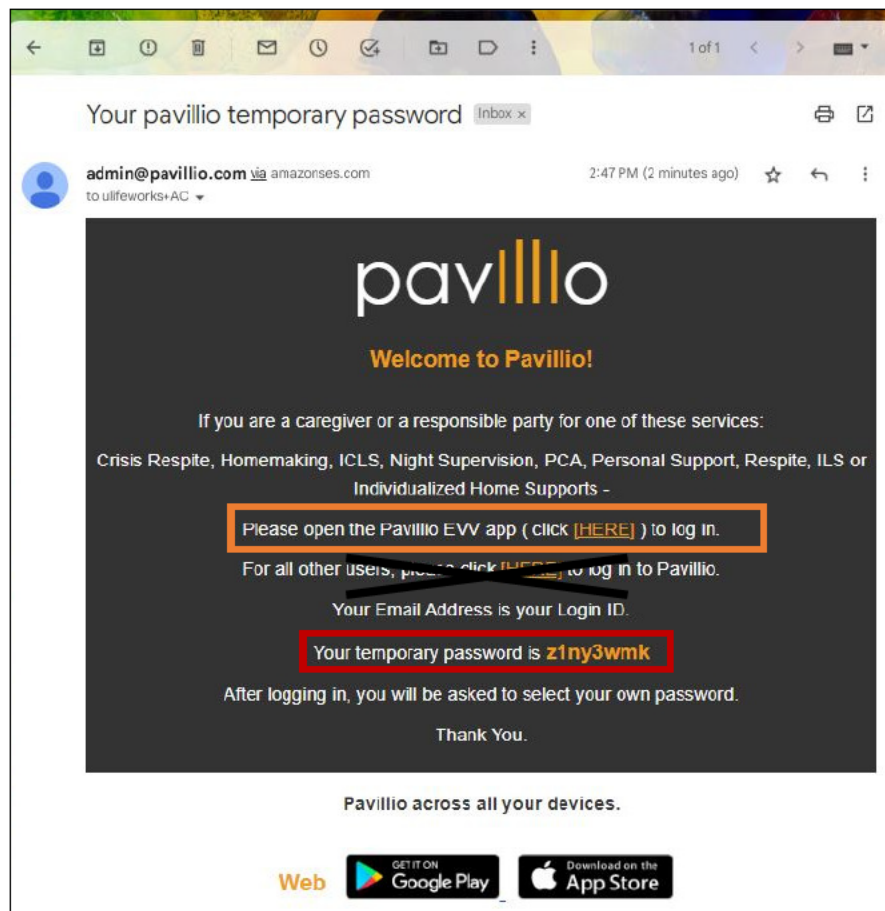 1 of 1
Your pavillio temporary password Inbox ×
admin@pavillio.com via amazonses.com 2:47 PM (2 minutes ago)
to ulifeworks+AC
pavillio
Welcome to Pavillio!
If you are a caregiver or a responsible party for one of these services:
Crisis Respite, Homemaking, ICLS, Night Supervision, PCA, Personal Support, Respite, ILS or
Individualized Home Supports -
Please open the Pavillio EVV app ( click [HERE] ) to log in.
For all other users, please click [HERE] to log in to Pavillio.
Your Email Address is your Login ID.
Your temporary password is z1ny3wmk
After logging in, you will be asked to select your own password.
Thank You.
Pavillio across all your devices.
Web GET IT ON Google Play Download on the App Store